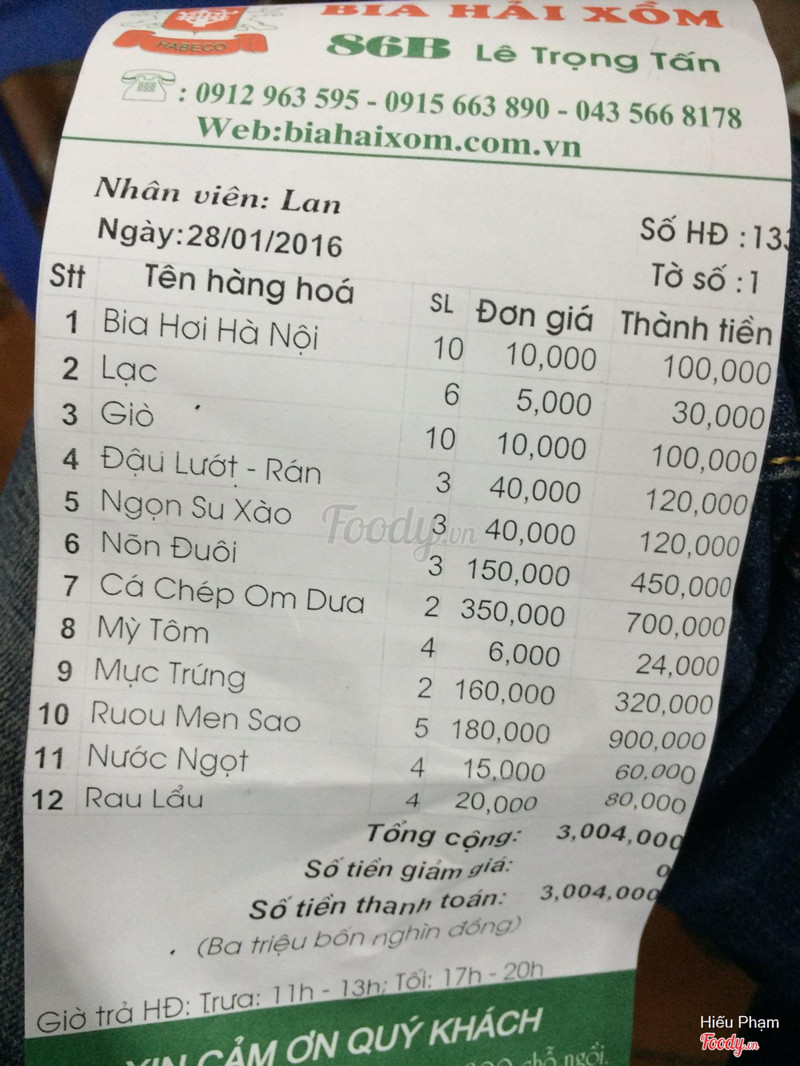 HABECO
BIA HẢI XỒM
86B Lê Trọng Tấn
: 0912 963 595 - 0915 663 890 - 043 566 8178
Web:biahaixom.com.vn
Nhân viên: Lan
Số HĐ :133
Ngày:28/01/2016
Tờ số :1
Stt Tên hàng hoá SL Đơn giá Thành tiền
1 Bia Hơi Hà Nội 10 10,000 100,000
2 Lạc 6 5,000 30,000
3 Giò 10 10,000 100,000
4 Đậu Lướt - Rán 3 40,000 120,000
5 Ngọn Su Xào 3 40,000 120,000
6 Nõn Đuôi 3 150,000 450,000
7 Cá Chép Om Dưa 2 350,000 700,000
8 Mỳ Tôm 4 6,000 24,000
9 Mực Trứng 2 160,000 320,000
10 Ruou Men Sao 5 180,000 900,000
11 Nước Ngọt 4 15,000 60,000
12 Rau Lẩu 4 20,000 80,000
Tổng cộng: 3,004,000
Số tiền giảm giá: 0
Số tiền thanh toán: 3,004,000
(Ba triệu bốn nghìn đồng)
Giờ trả HĐ: Trưa: 11h - 13h; Tối: 17h - 20h
XIN CẢM ƠN QUÝ KHÁCH
chỗ ngồi.
Foody.vn
Hiếu Phạm
Foody.vn